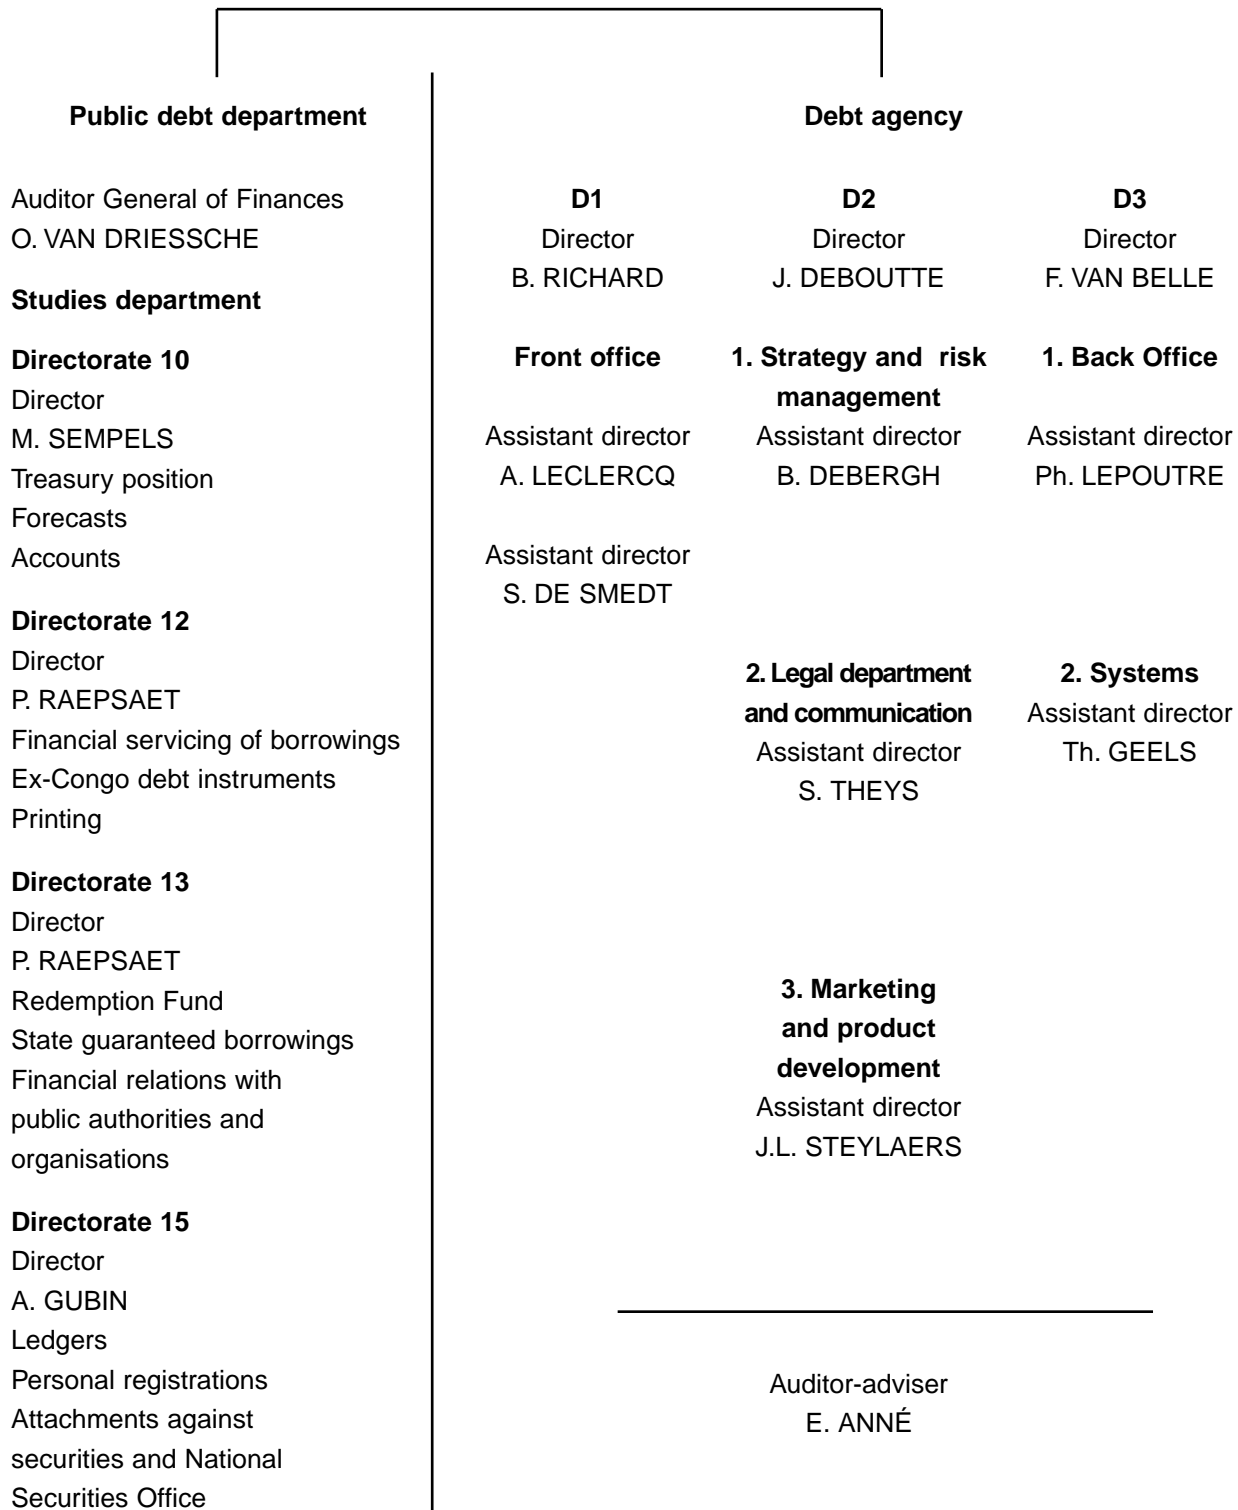 Public debt department
Auditor General of Finances
O. VAN DRIESSCHE
Studies department
Directorate 10
Director
M. SEMPELS
Treasury position
Forecasts
Accounts
Directorate 12
Director
P. RAEPSAET
Financial servicing of borrowings
Ex-Congo debt instruments
Printing
Directorate 13
Director
P. RAEPSAET
Redemption Fund
State guaranteed borrowings
Financial relations with
public authorities and
organisations
Directorate 15
Director
A. GUBIN
Ledgers
Personal registrations
Attachments against
securities and National
Securities Office
Debt agency
D1
Director
B. RICHARD
Front office
Assistant director
A. LECLERCQ
Assistant director
S. DE SMEDT
D2
Director
J. DEBOUTTE
1. Strategy and risk
management
Assistant director
B. DEBERGH
2. Legal department
and communication
Assistant director
S. THEYS
3. Marketing
and product
development
Assistant director
J.L. STEYLAERS
D3
Director
F. VAN BELLE
1. Back Office
Assistant director
Ph. LEPOUTRE
2. Systems
Assistant director
Th. GEELS
Auditor-adviser
E. ANNÉ